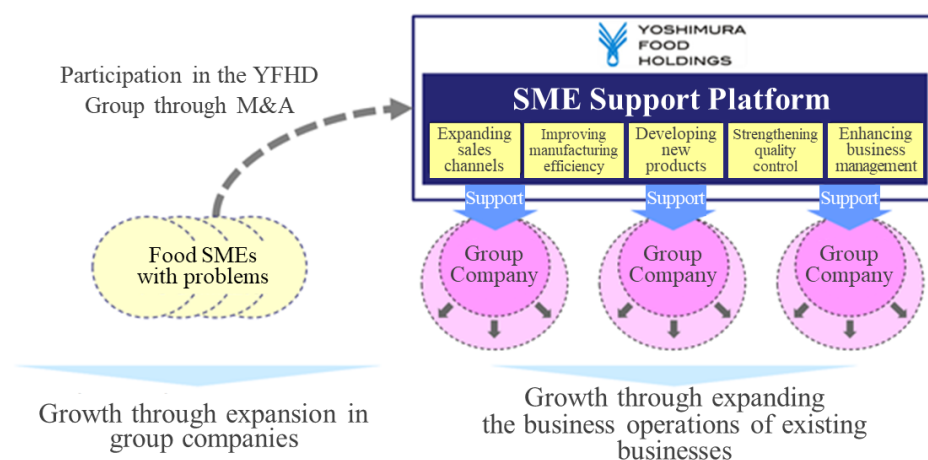 YOSHIMURA
FOOD
HOLDINGS
Participation in the YFHD
Group through M&A
SME Support Platform
Expanding
sales
channels
Improving
manufacturing
efficiency
Developing
new
products
Strengthening
quality
control
Enhancing
business
management
Support
Support
Support
Food SMEs
with problems
Group
Company
Group
Company
Group
Company
Growth through expansion in
group companies
Growth through expanding
the business operations of existing
businesses